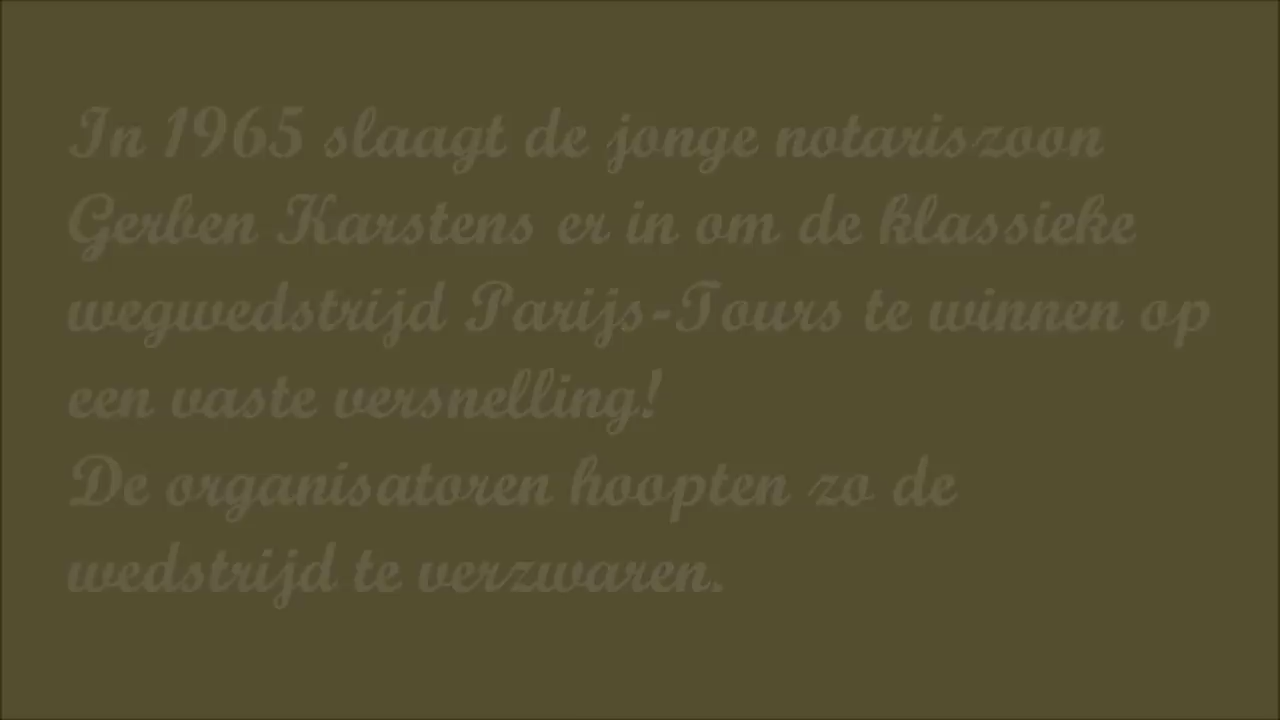 In 1965 slaagt de jonge notariszoon
Gerben Karstens er in om de klassieke
wegwedstrijd Parijs-Tours te winnen op
een vaste versnelling!
De organisatoren hoopten zo de
wedstrijd te verzwaren.